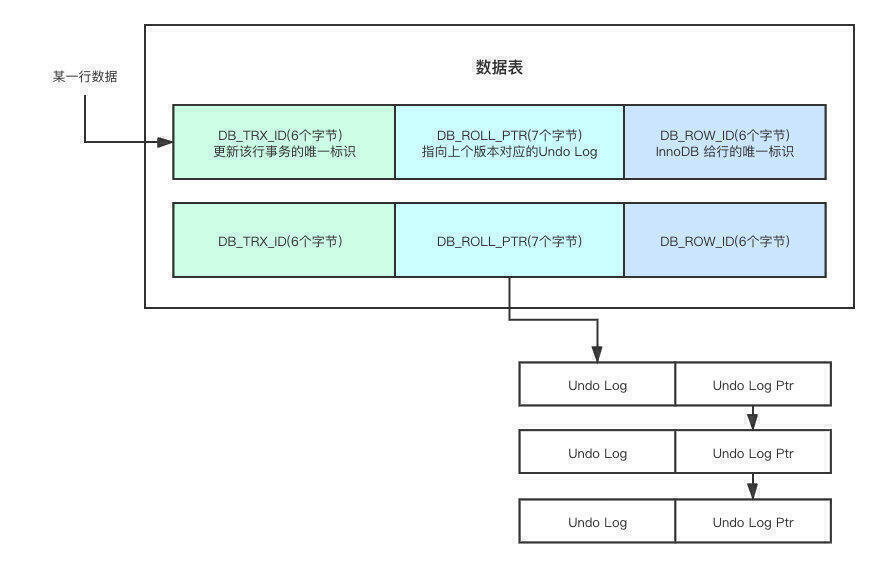 数据表
某一行数据
DB_TRX_ID(6个字节)
更新该行事务的唯一标识
DB_ROLL_PTR(7个字节)
指向上个版本对应的Undo Log
DB_ROW_ID(6个字节)
InnoDB 给行的唯一标识
DB_TRX_ID(6个字节)
DB_ROLL_PTR(7个字节)
DB_ROW_ID(6个字节)
Undo Log
Undo Log Ptr
Undo Log
Undo Log Ptr
Undo Log
Undo Log Ptr